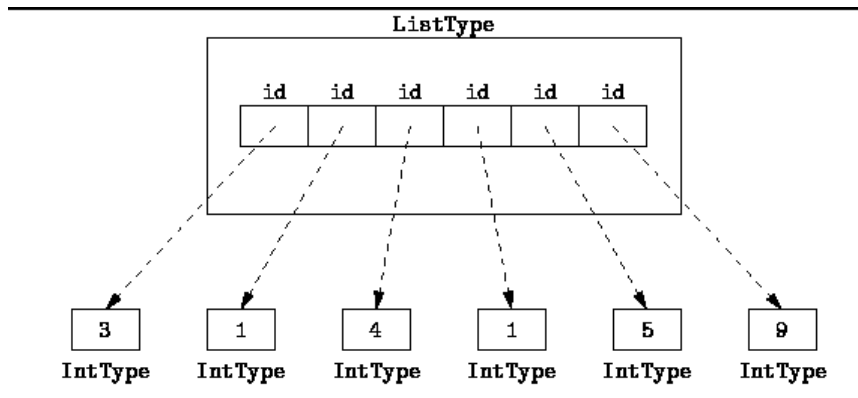 ListType
id id id id id id
3 1 4 1 5 9
IntType IntType IntType IntType IntType IntType